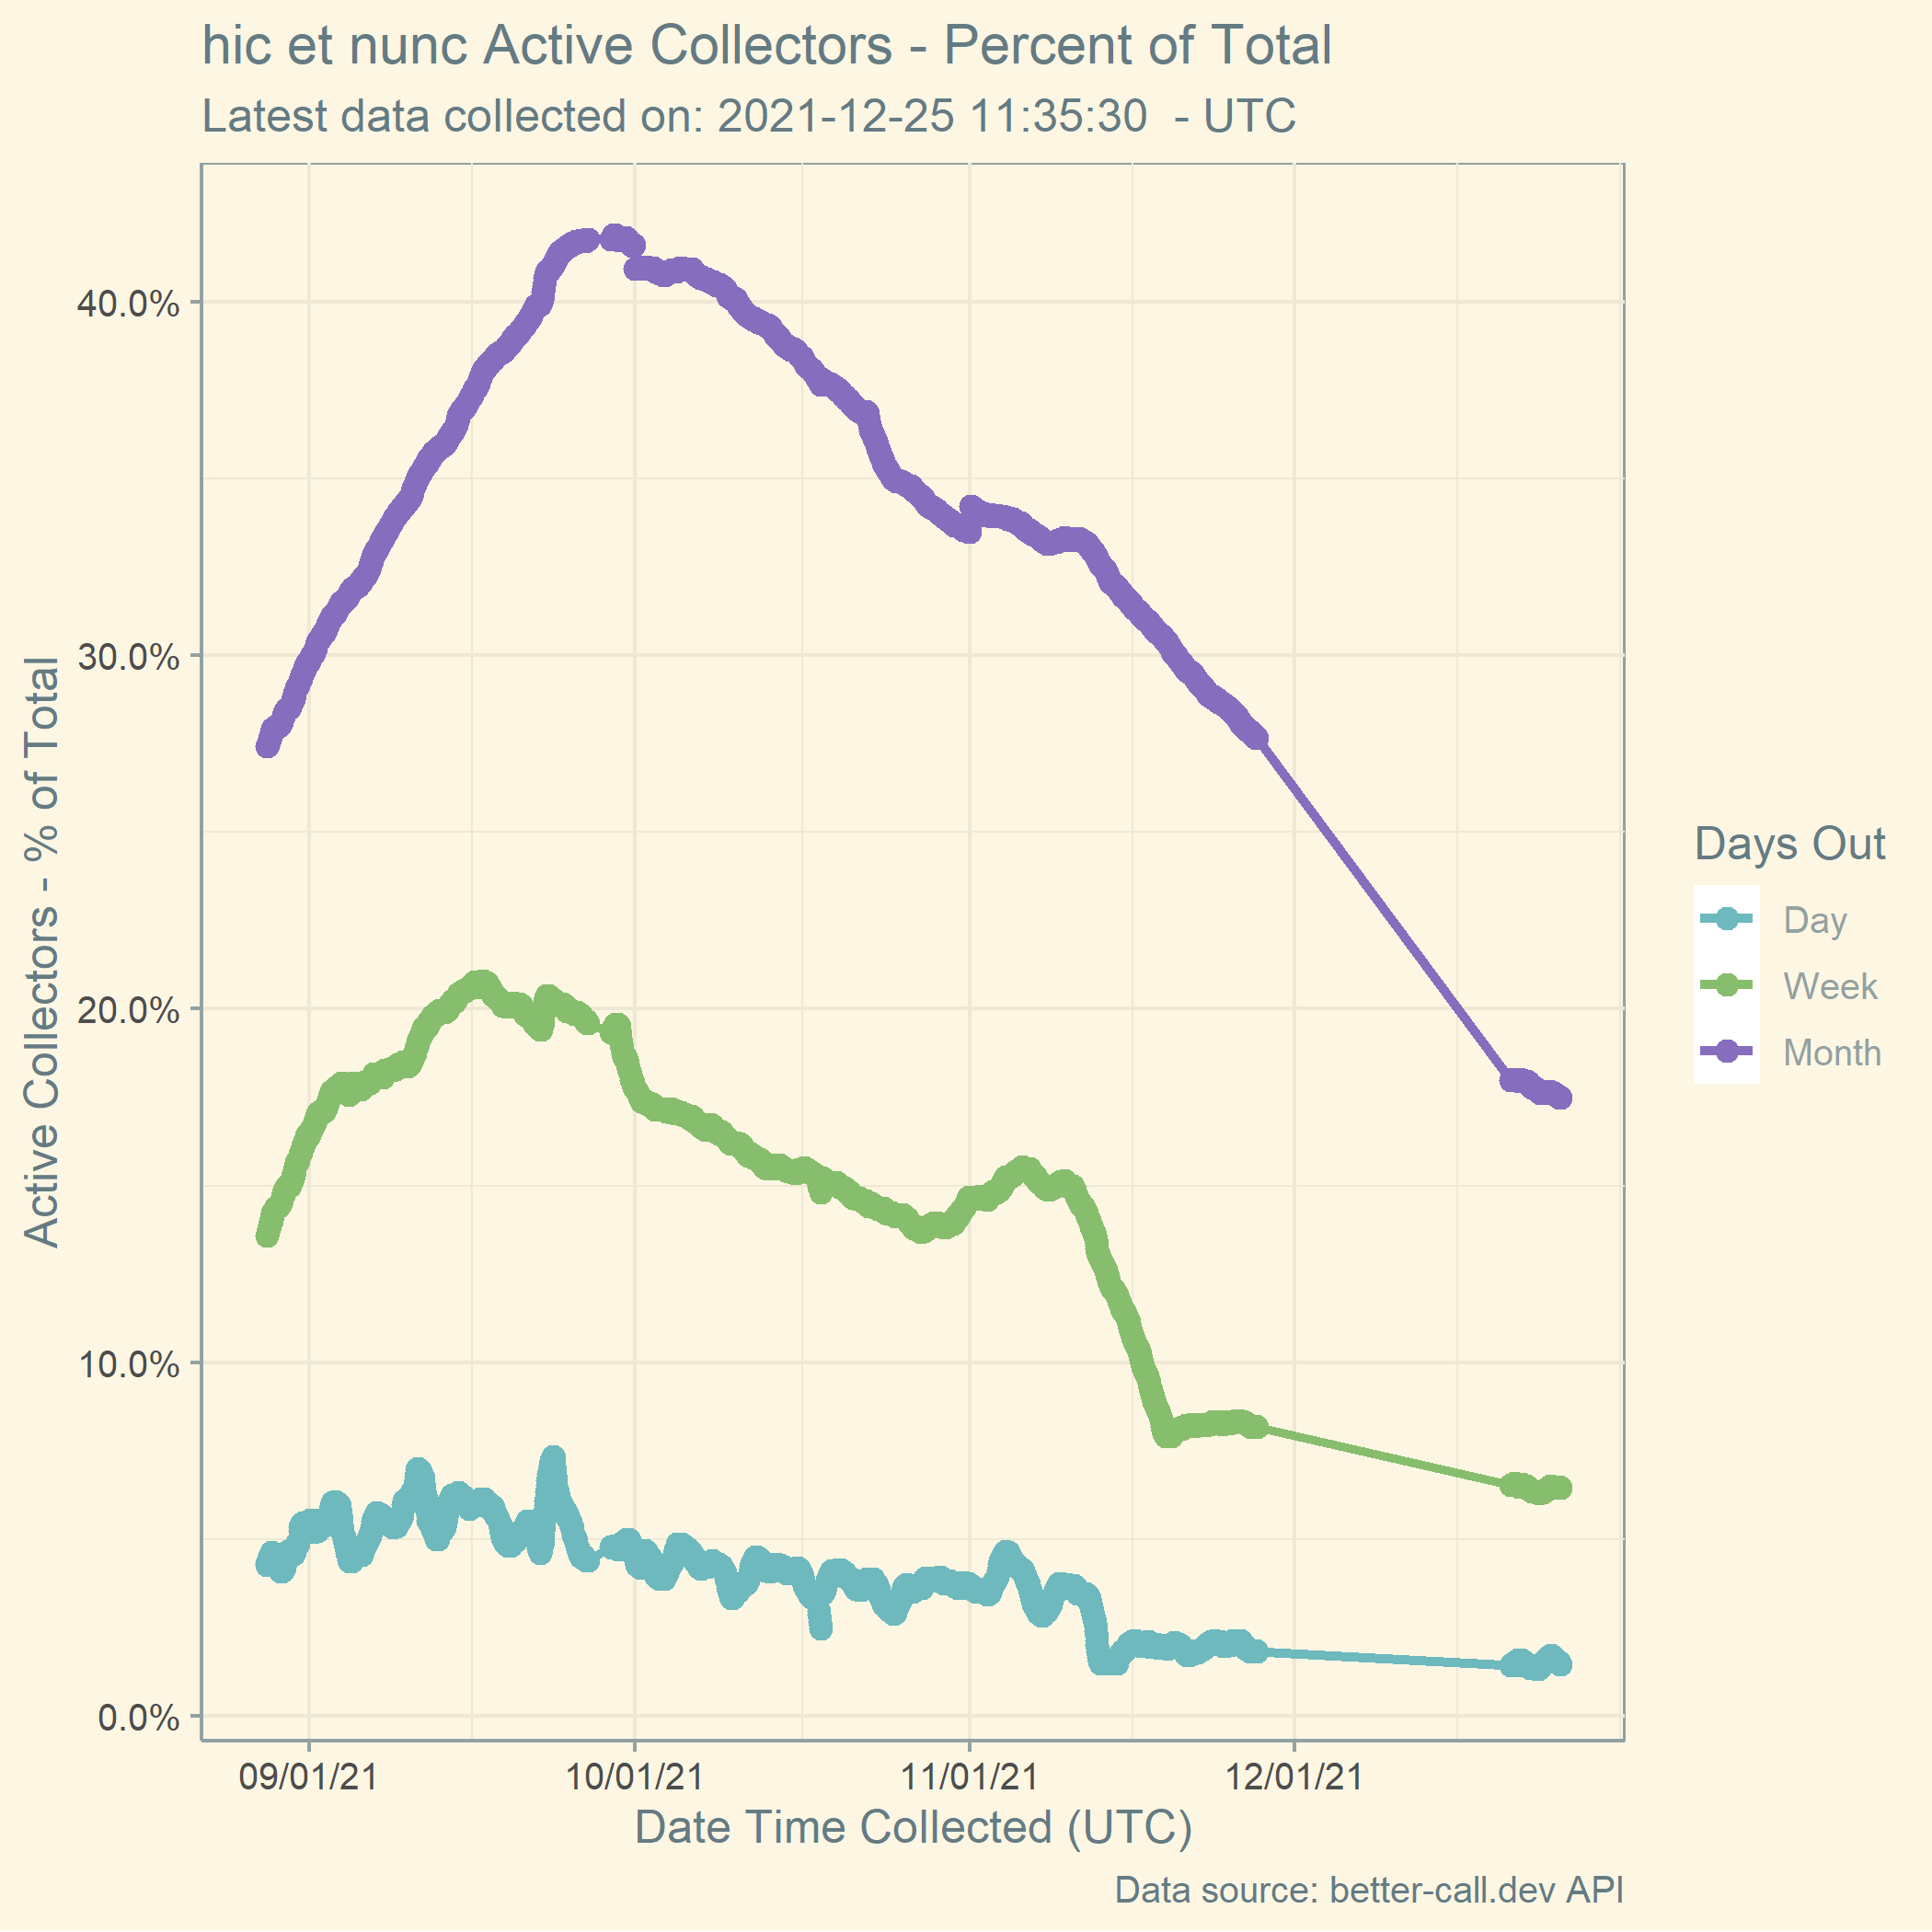 hic et nunc Active Collectors - Percent of Total
Latest data collected on: 2021-12-25 11:35:30  - UTC
Active Collectors - % of Total
40.0%
30.0%
20.0%
10.0%
0.0%
09/01/21
10/01/21
11/01/21
12/01/21
Date Time Collected (UTC)
Days Out
Day
Week
Month
Data source: better-call.dev API